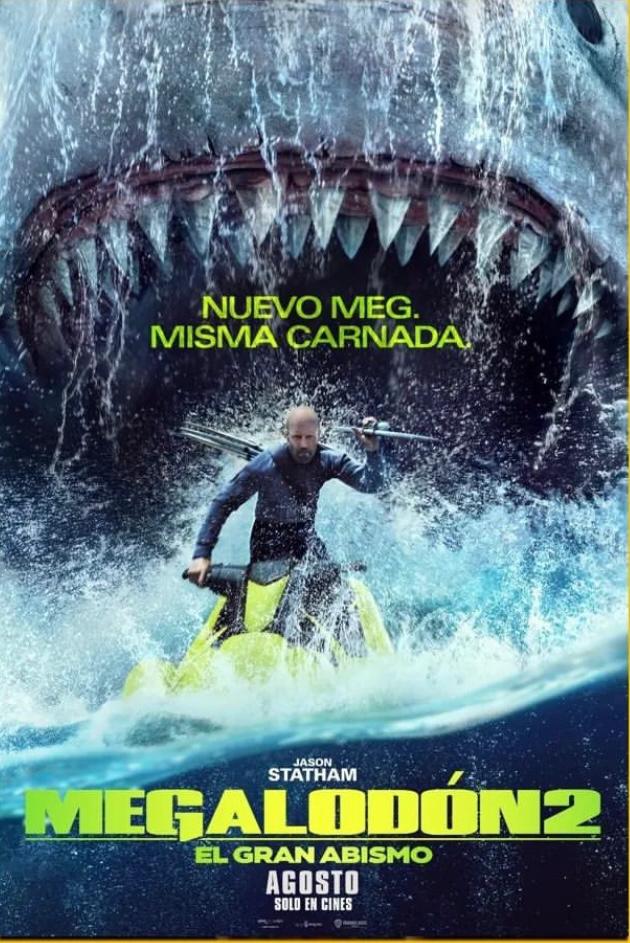 NUEVO MEG.
MISMA CARNADA.
JASON
STATHAM
MEGALODÓN2
EL GRAN ABISMO
AGOSTO
SOLO EN CINES